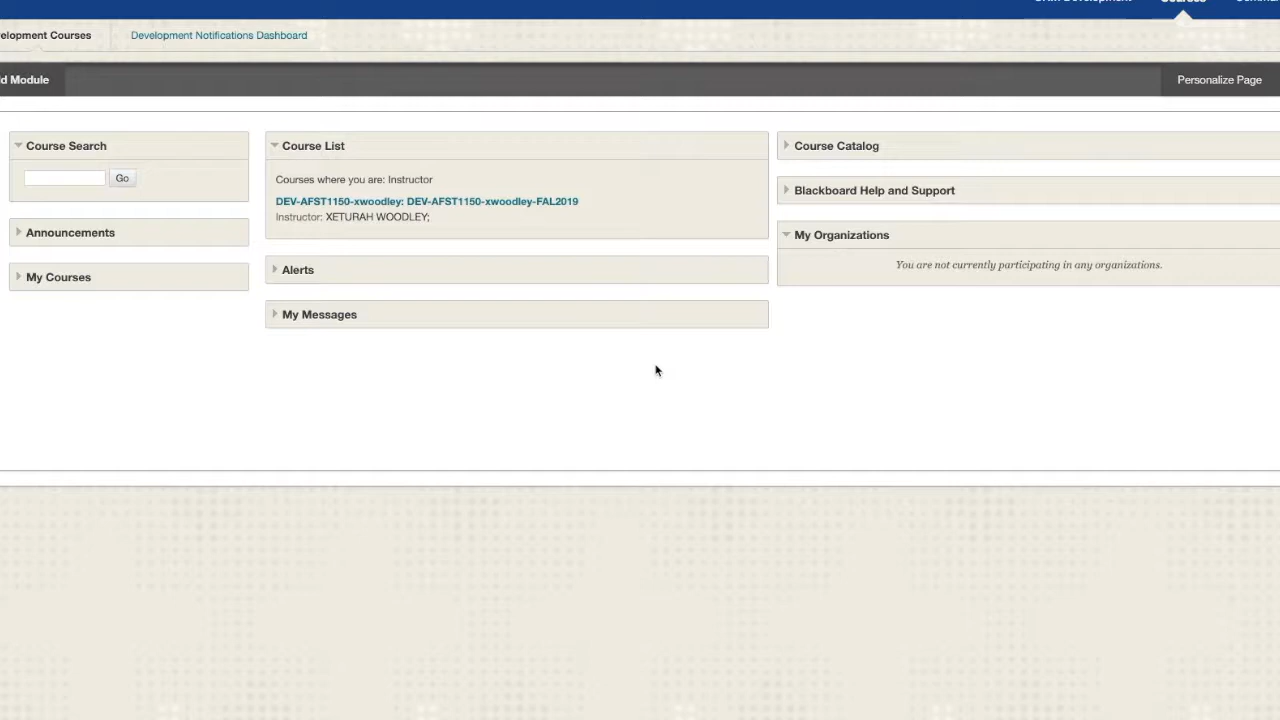 Courses
elopment Courses
Development Notifications Dashboard
d Module
Personalize Page
Course Search
Go
Announcements
My Courses
Course List
Courses where you are: Instructor
DEV-AFST1150-xwoodley: DEV-AFST1150-xwoodley-FAL2019
Instructor: XETURAH WOODLEY;
Alerts
My Messages
Course Catalog
Blackboard Help and Support
My Organizations
You are not currently participating in any organizations.